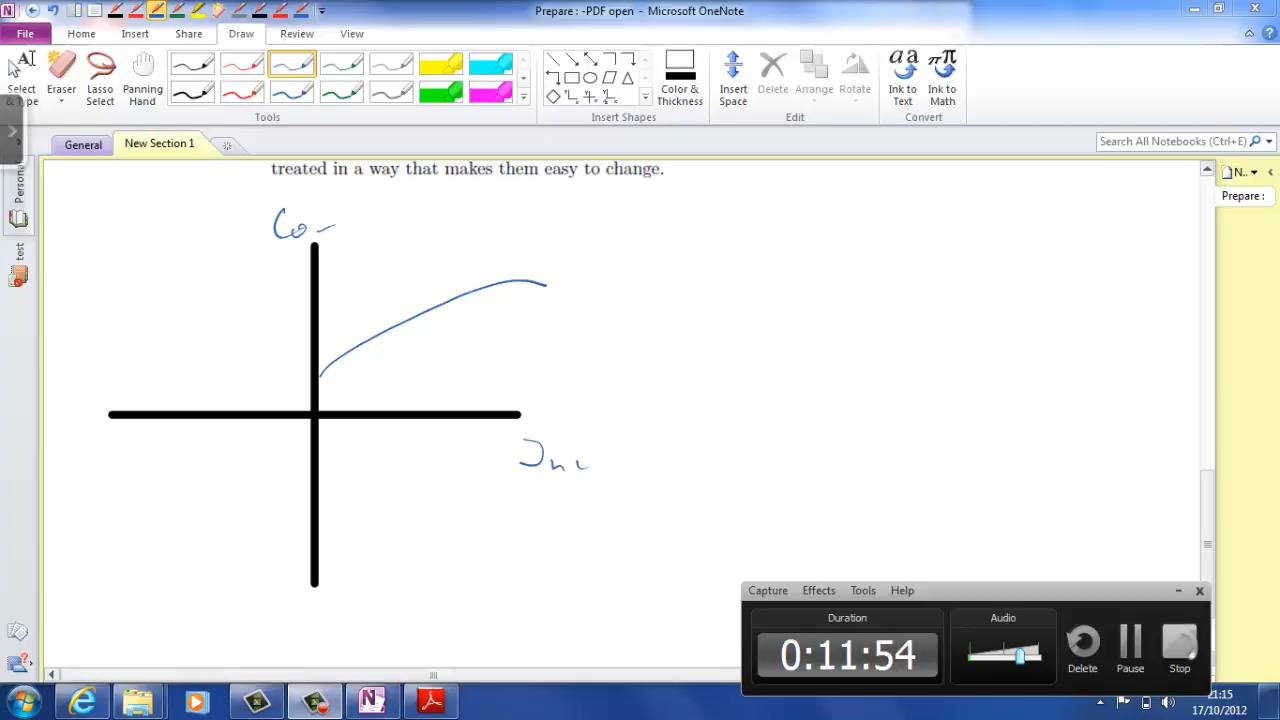 Prepare : -PDF open - Microsoft OneNote
File Home Insert Draw Share Review View
Select & Type
Eraser
Lasso Select
Panning Hand
Color & Thickness
Insert Space
Delete
Arrange
Rotate
Ink to Text
Ink to Math
Tools
Insert Shapes
Edit
Convert
General
New Section 1
Search All Notebooks (Ctrl+E)
N..
Prepare :
Personal
test
treated in a way that makes them easy to change.
Co
Inc
Capture Effects Tools Help
Duration
Audio
0:11:54
Delete
Pause
Stop
21:15
17/10/2012